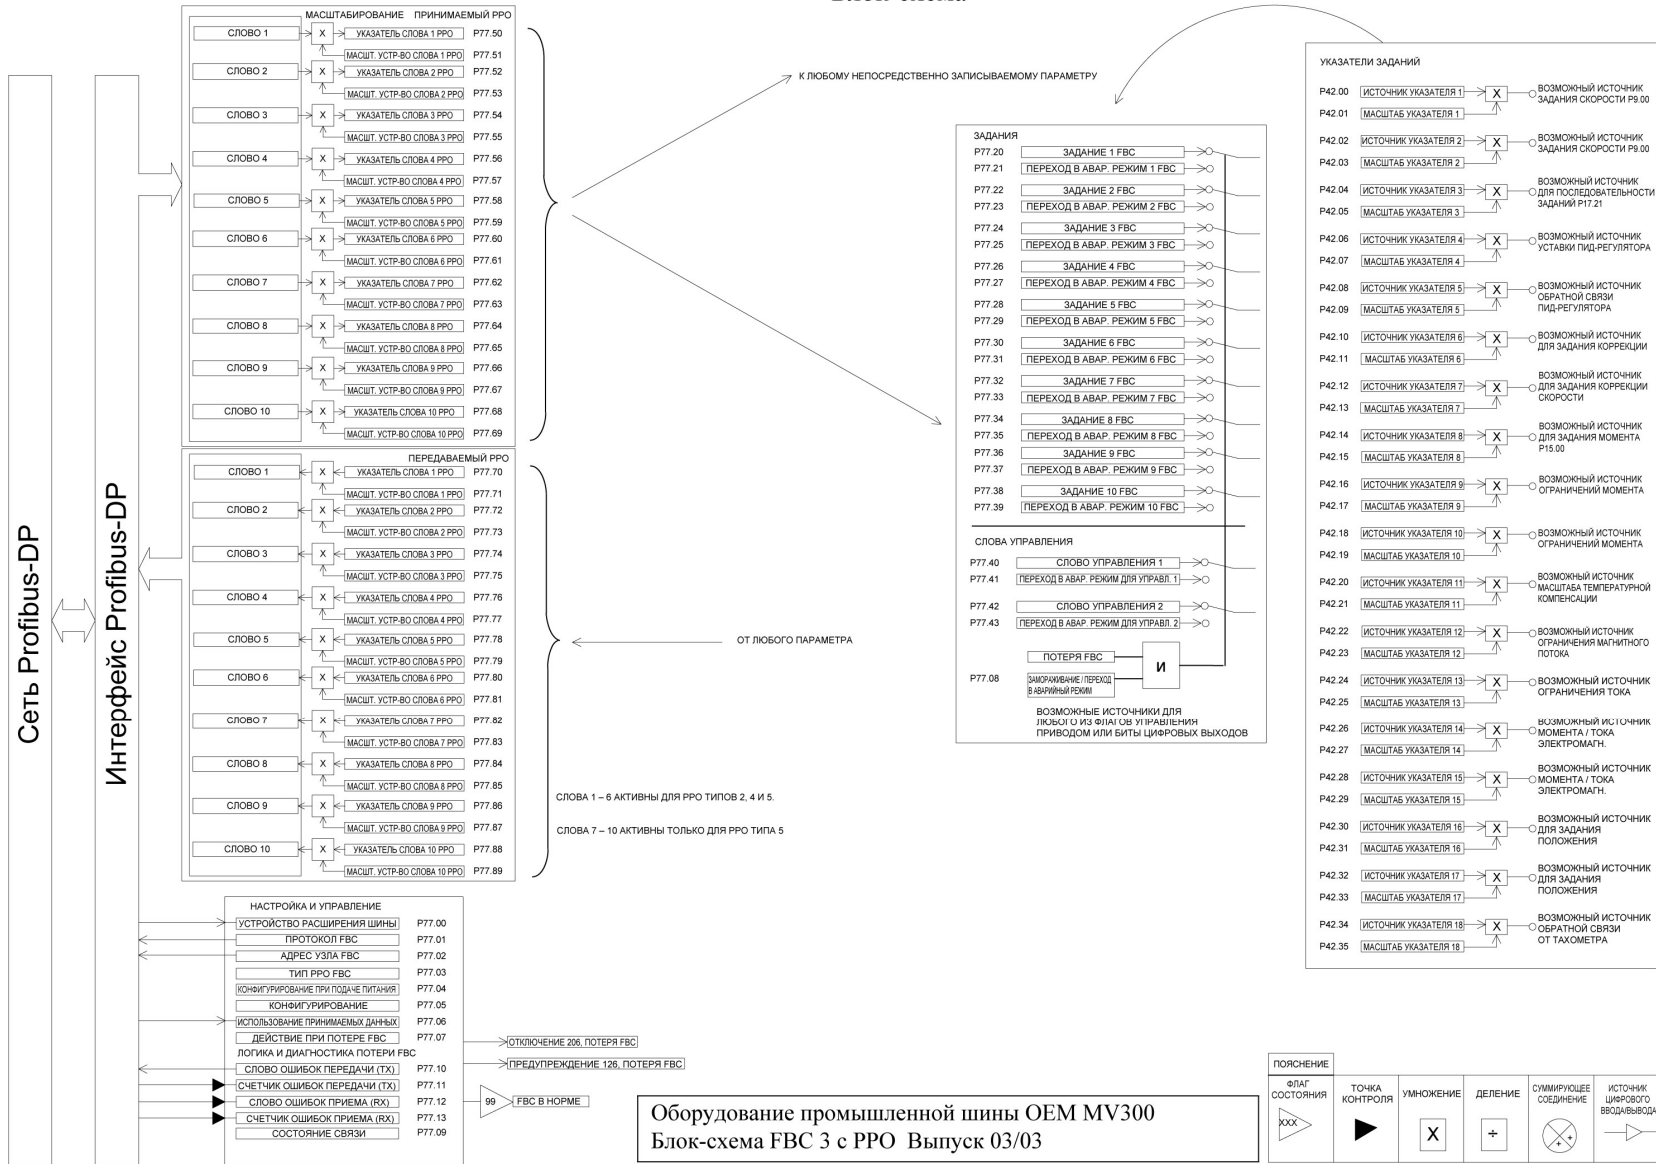 Блок-схема
Сеть Profibus-DP
Интерфейс Profibus-DP
МАСШТАБИРОВАНИЕ ПРИНИМАЕМЫЙ PPO
СЛОВО 1 X УКАЗАТЕЛЬ СЛОВА 1 PPO P77.50
МАСШТ. УСТР-ВО СЛОВА 1 PPO P77.51
СЛОВО 2 X УКАЗАТЕЛЬ СЛОВА 2 PPO P77.52
МАСШТ. УСТР-ВО СЛОВА 2 PPO P77.53
СЛОВО 3 X УКАЗАТЕЛЬ СЛОВА 3 PPO P77.54
МАСШТ. УСТР-ВО СЛОВА 3 PPO P77.55
СЛОВО 4 X УКАЗАТЕЛЬ СЛОВА 4 PPO P77.56
МАСШТ. УСТР-ВО СЛОВА 4 PPO P77.57
СЛОВО 5 X УКАЗАТЕЛЬ СЛОВА 5 PPO P77.58
МАСШТ. УСТР-ВО СЛОВА 5 PPO P77.59
СЛОВО 6 X УКАЗАТЕЛЬ СЛОВА 6 PPO P77.60
МАСШТ. УСТР-ВО СЛОВА 6 PPO P77.61
СЛОВО 7 X УКАЗАТЕЛЬ СЛОВА 7 PPO P77.62
МАСШТ. УСТР-ВО СЛОВА 7 PPO P77.63
СЛОВО 8 X УКАЗАТЕЛЬ СЛОВА 8 PPO P77.64
МАСШТ. УСТР-ВО СЛОВА 8 PPO P77.65
СЛОВО 9 X УКАЗАТЕЛЬ СЛОВА 9 PPO P77.66
МАСШТ. УСТР-ВО СЛОВА 9 PPO P77.67
СЛОВО 10 X УКАЗАТЕЛЬ СЛОВА 10 PPO P77.68
МАСШТ. УСТР-ВО СЛОВА 10 PPO P77.69
ПЕРЕДАВАЕМЫЙ PPO
СЛОВО 1 X УКАЗАТЕЛЬ СЛОВА 1 PPO P77.70
МАСШТ. УСТР-ВО СЛОВА 1 PPO P77.71
СЛОВО 2 X УКАЗАТЕЛЬ СЛОВА 2 PPO P77.72
МАСШТ. УСТР-ВО СЛОВА 2 PPO P77.73
СЛОВО 3 X УКАЗАТЕЛЬ СЛОВА 3 PPO P77.74
МАСШТ. УСТР-ВО СЛОВА 3 PPO P77.75
СЛОВО 4 X УКАЗАТЕЛЬ СЛОВА 4 PPO P77.76
МАСШТ. УСТР-ВО СЛОВА 4 PPO P77.77
СЛОВО 5 X УКАЗАТЕЛЬ СЛОВА 5 PPO P77.78
МАСШТ. УСТР-ВО СЛОВА 5 PPO P77.79
СЛОВО 6 X УКАЗАТЕЛЬ СЛОВА 6 PPO P77.80
МАСШТ. УСТР-ВО СЛОВА 6 PPO P77.81
СЛОВО 7 X УКАЗАТЕЛЬ СЛОВА 7 PPO P77.82
МАСШТ. УСТР-ВО СЛОВА 7 PPO P77.83
СЛОВО 8 X УКАЗАТЕЛЬ СЛОВА 8 PPO P77.84
МАСШТ. УСТР-ВО СЛОВА 8 PPO P77.85
СЛОВО 9 X УКАЗАТЕЛЬ СЛОВА 9 PPO P77.86
МАСШТ. УСТР-ВО СЛОВА 9 PPO P77.87
СЛОВО 10 X УКАЗАТЕЛЬ СЛОВА 10 PPO P77.88
МАСШТ. УСТР-ВО СЛОВА 10 PPO P77.89
НАСТРОЙКА И УПРАВЛЕНИЕ
УСТРОЙСТВО РАСШИРЕНИЯ ШИНЫ P77.00
ПРОТОКОЛ FBC P77.01
АДРЕС УЗЛА FBC P77.02
ТИП PPO FBC P77.03
КОНФИГУРИРОВАНИЕ ПРИ ПОДАЧЕ ПИТАНИЯ P77.04
КОНФИГУРИРОВАНИЕ P77.05
ИСПОЛЬЗОВАНИЕ ПРИНИМАЕМЫХ ДАННЫХ P77.06
ДЕЙСТВИЕ ПРИ ПОТЕРЕ FBC P77.07
ЛОГИКА И ДИАГНОСТИКА ПОТЕРИ FBC
СЛОВО ОШИБОК ПЕРЕДАЧИ (TX) P77.10
СЧЕТЧИК ОШИБОК ПЕРЕДАЧИ (TX) P77.11
СЛОВО ОШИБОК ПРИЕМА (RX) P77.12
СЧЕТЧИК ОШИБОК ПРИЕМА (RX) P77.13
СОСТОЯНИЕ СВЯЗИ P77.09
ОТКЛЮЧЕНИЕ 206, ПОТЕРЯ FBC
ПРЕДУПРЕЖДЕНИЕ 126, ПОТЕРЯ FBC
99 FBC В НОРМЕ
К ЛЮБОМУ НЕПОСРЕДСТВЕННО ЗАПИСЫВАЕМОМУ ПАРАМЕТРУ
ОТ ЛЮБОГО ПАРАМЕТРА
СЛОВА 1 – 6 АКТИВНЫ ДЛЯ PPO ТИПОВ 2, 4 И 5.
СЛОВА 7 – 10 АКТИВНЫ ТОЛЬКО ДЛЯ PPO ТИПА 5
ЗАДАНИЯ
P77.20 ЗАДАНИЕ 1 FBC
P77.21 ПЕРЕХОД В АВАР. РЕЖИМ 1 FBC
P77.22 ЗАДАНИЕ 2 FBC
P77.23 ПЕРЕХОД В АВАР. РЕЖИМ 2 FBC
P77.24 ЗАДАНИЕ 3 FBC
P77.25 ПЕРЕХОД В АВАР. РЕЖИМ 3 FBC
P77.26 ЗАДАНИЕ 4 FBC
P77.27 ПЕРЕХОД В АВАР. РЕЖИМ 4 FBC
P77.28 ЗАДАНИЕ 5 FBC
P77.29 ПЕРЕХОД В АВАР. РЕЖИМ 5 FBC
P77.30 ЗАДАНИЕ 6 FBC
P77.31 ПЕРЕХОД В АВАР. РЕЖИМ 6 FBC
P77.32 ЗАДАНИЕ 7 FBC
P77.33 ПЕРЕХОД В АВАР. РЕЖИМ 7 FBC
P77.34 ЗАДАНИЕ 8 FBC
P77.35 ПЕРЕХОД В АВАР. РЕЖИМ 8 FBC
P77.36 ЗАДАНИЕ 9 FBC
P77.37 ПЕРЕХОД В АВАР. РЕЖИМ 9 FBC
P77.38 ЗАДАНИЕ 10 FBC
P77.39 ПЕРЕХОД В АВАР. РЕЖИМ 10 FBC
СЛОВА УПРАВЛЕНИЯ
P77.40 СЛОВО УПРАВЛЕНИЯ 1
P77.41 ПЕРЕХОД В АВАР. РЕЖИМ ДЛЯ УПРАВЛ. 1
P77.42 СЛОВО УПРАВЛЕНИЯ 2
P77.43 ПЕРЕХОД В АВАР. РЕЖИМ ДЛЯ УПРАВЛ. 2
ПОТЕРЯ FBC
И
P77.08 ЗАМОРАЖИВАНИЕ / ПЕРЕХОД
В АВАРИЙНЫЙ РЕЖИМ
ВОЗМОЖНЫЕ ИСТОЧНИКИ ДЛЯ
ЛЮБОГО ИЗ ФЛАГОВ УПРАВЛЕНИЯ
ПРИВОДОМ ИЛИ БИТЫ ЦИФРОВЫХ ВЫХОДОВ
УКАЗАТЕЛИ ЗАДАНИЙ
P42.00 ИСТОЧНИК УКАЗАТЕЛЯ 1 X ВОЗМОЖНЫЙ ИСТОЧНИК
ЗАДАНИЯ СКОРОСТИ P9.00
P42.01 МАСШТАБ УКАЗАТЕЛЯ 1
P42.02 ИСТОЧНИК УКАЗАТЕЛЯ 2 X ВОЗМОЖНЫЙ ИСТОЧНИК
ЗАДАНИЯ СКОРОСТИ P9.00
P42.03 МАСШТАБ УКАЗАТЕЛЯ 2
P42.04 ИСТОЧНИК УКАЗАТЕЛЯ 3 X ВОЗМОЖНЫЙ ИСТОЧНИК
ДЛЯ ПОСЛЕДОВАТЕЛЬНОСТИ
ЗАДАНИЙ P17.21
P42.05 МАСШТАБ УКАЗАТЕЛЯ 3
P42.06 ИСТОЧНИК УКАЗАТЕЛЯ 4 X ВОЗМОЖНЫЙ ИСТОЧНИК
УСТАВКИ ПИД-РЕГУЛЯТОРА
P42.07 МАСШТАБ УКАЗАТЕЛЯ 4
P42.08 ИСТОЧНИК УКАЗАТЕЛЯ 5 X ВОЗМОЖНЫЙ ИСТОЧНИК
ОБРАТНОЙ СВЯЗИ
ПИД-РЕГУЛЯТОРА
P42.09 МАСШТАБ УКАЗАТЕЛЯ 5
P42.10 ИСТОЧНИК УКАЗАТЕЛЯ 6 X ВОЗМОЖНЫЙ ИСТОЧНИК
ДЛЯ ЗАДАНИЯ КОРРЕКЦИИ
P42.11 МАСШТАБ УКАЗАТЕЛЯ 6
P42.12 ИСТОЧНИК УКАЗАТЕЛЯ 7 X ВОЗМОЖНЫЙ ИСТОЧНИК
ДЛЯ ЗАДАНИЯ КОРРЕКЦИИ
СКОРОСТИ
P42.13 МАСШТАБ УКАЗАТЕЛЯ 7
P42.14 ИСТОЧНИК УКАЗАТЕЛЯ 8 X ВОЗМОЖНЫЙ ИСТОЧНИК
ДЛЯ ЗАДАНИЯ МОМЕНТА
P15.00
P42.15 МАСШТАБ УКАЗАТЕЛЯ 8
P42.16 ИСТОЧНИК УКАЗАТЕЛЯ 9 X ВОЗМОЖНЫЙ ИСТОЧНИК
ОГРАНИЧЕНИЙ МОМЕНТА
P42.17 МАСШТАБ УКАЗАТЕЛЯ 9
P42.18 ИСТОЧНИК УКАЗАТЕЛЯ 10 X ВОЗМОЖНЫЙ ИСТОЧНИК
ОГРАНИЧЕНИЙ МОМЕНТА
P42.19 МАСШТАБ УКАЗАТЕЛЯ 10
P42.20 ИСТОЧНИК УКАЗАТЕЛЯ 11 X ВОЗМОЖНЫЙ ИСТОЧНИК
МАСШТАБА ТЕМПЕРАТУРНОЙ
КОМПЕНСАЦИИ
P42.21 МАСШТАБ УКАЗАТЕЛЯ 11
P42.22 ИСТОЧНИК УКАЗАТЕЛЯ 12 X ВОЗМОЖНЫЙ ИСТОЧНИК
ОГРАНИЧЕНИЯ МАГНИТНОГО
ПОТОКА
P42.23 МАСШТАБ УКАЗАТЕЛЯ 12
P42.24 ИСТОЧНИК УКАЗАТЕЛЯ 13 X ВОЗМОЖНЫЙ ИСТОЧНИК
ОГРАНИЧЕНИЯ ТОКА
P42.25 МАСШТАБ УКАЗАТЕЛЯ 13
P42.26 ИСТОЧНИК УКАЗАТЕЛЯ 14 X ВОЗМОЖНЫЙ ИСТОЧНИК
МОМЕНТА / ТОКА
ЭЛЕКТРОМАГН.
P42.27 МАСШТАБ УКАЗАТЕЛЯ 14
P42.28 ИСТОЧНИК УКАЗАТЕЛЯ 15 X ВОЗМОЖНЫЙ ИСТОЧНИК
МОМЕНТА / ТОКА
ЭЛЕКТРОМАГН.
P42.29 МАСШТАБ УКАЗАТЕЛЯ 15
P42.30 ИСТОЧНИК УКАЗАТЕЛЯ 16 X ВОЗМОЖНЫЙ ИСТОЧНИК
ДЛЯ ЗАДАНИЯ
ПОЛОЖЕНИЯ
P42.31 МАСШТАБ УКАЗАТЕЛЯ 16
P42.32 ИСТОЧНИК УКАЗАТЕЛЯ 17 X ВОЗМОЖНЫЙ ИСТОЧНИК
ДЛЯ ЗАДАНИЯ
ПОЛОЖЕНИЯ
P42.33 МАСШТАБ УКАЗАТЕЛЯ 17
P42.34 ИСТОЧНИК УКАЗАТЕЛЯ 18 X ВОЗМОЖНЫЙ ИСТОЧНИК
ОБРАТНОЙ СВЯЗИ
ОТ ТАХОМЕТРА
P42.35 МАСШТАБ УКАЗАТЕЛЯ 18
Оборудование промышленной шины OEM MV300
Блок-схема FBC 3 с PPO Выпуск 03/03
ПОЯСНЕНИЕ
ФЛАГ
СОСТОЯНИЯ
XXX
ТОЧКА
КОНТРОЛЯ
УМНОЖЕНИЕ
X
ДЕЛЕНИЕ
÷
СУММИРУЮЩЕЕ
СОЕДИНЕНИЕ
+ +
ИСТОЧНИК
ЦИФРОВОГО
ВВОДА/ВЫВОДА